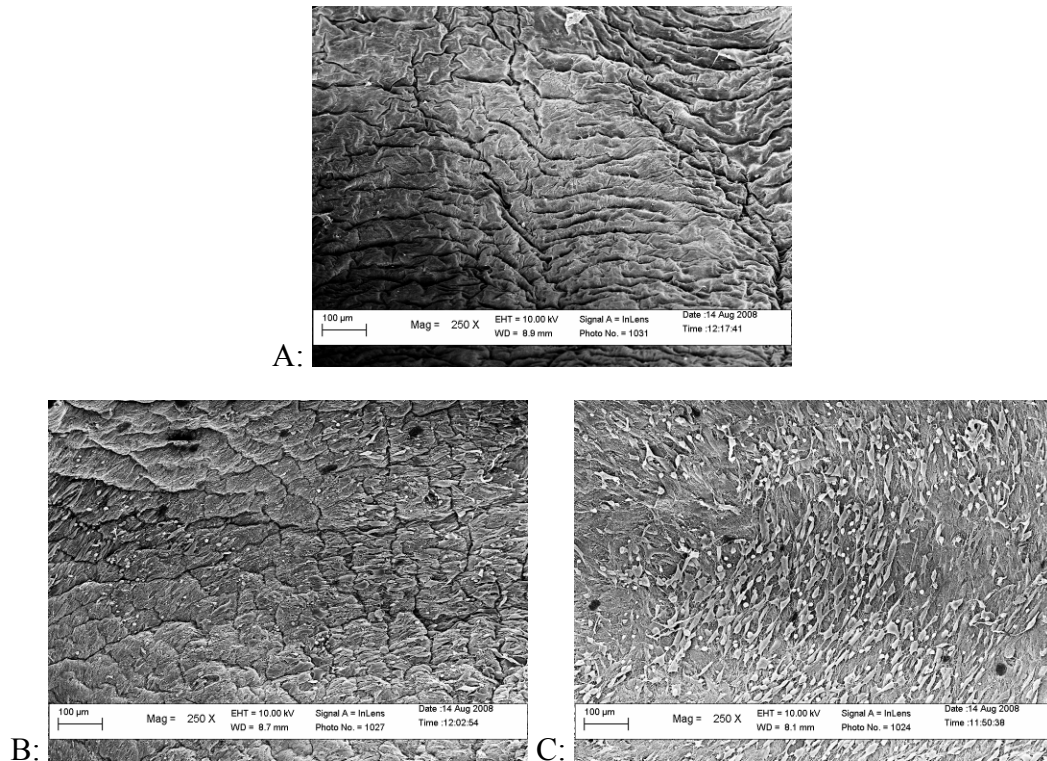 100 µm
Mag = 250 X
EHT = 10.00 kV
WD = 8.9 mm
Signal A = InLens
Photo No. = 1031
Date :14 Aug 2008
Time :12:17:41
A:
100 µm
Mag = 250 X
EHT = 10.00 kV
WD = 8.7 mm
Signal A = InLens
Photo No. = 1027
Date :14 Aug 2008
Time :12:02:54
B:
100 µm
Mag = 250 X
EHT = 10.00 kV
WD = 8.1 mm
Signal A = InLens
Photo No. = 1024
Date :14 Aug 2008
Time :11:50:38
C: